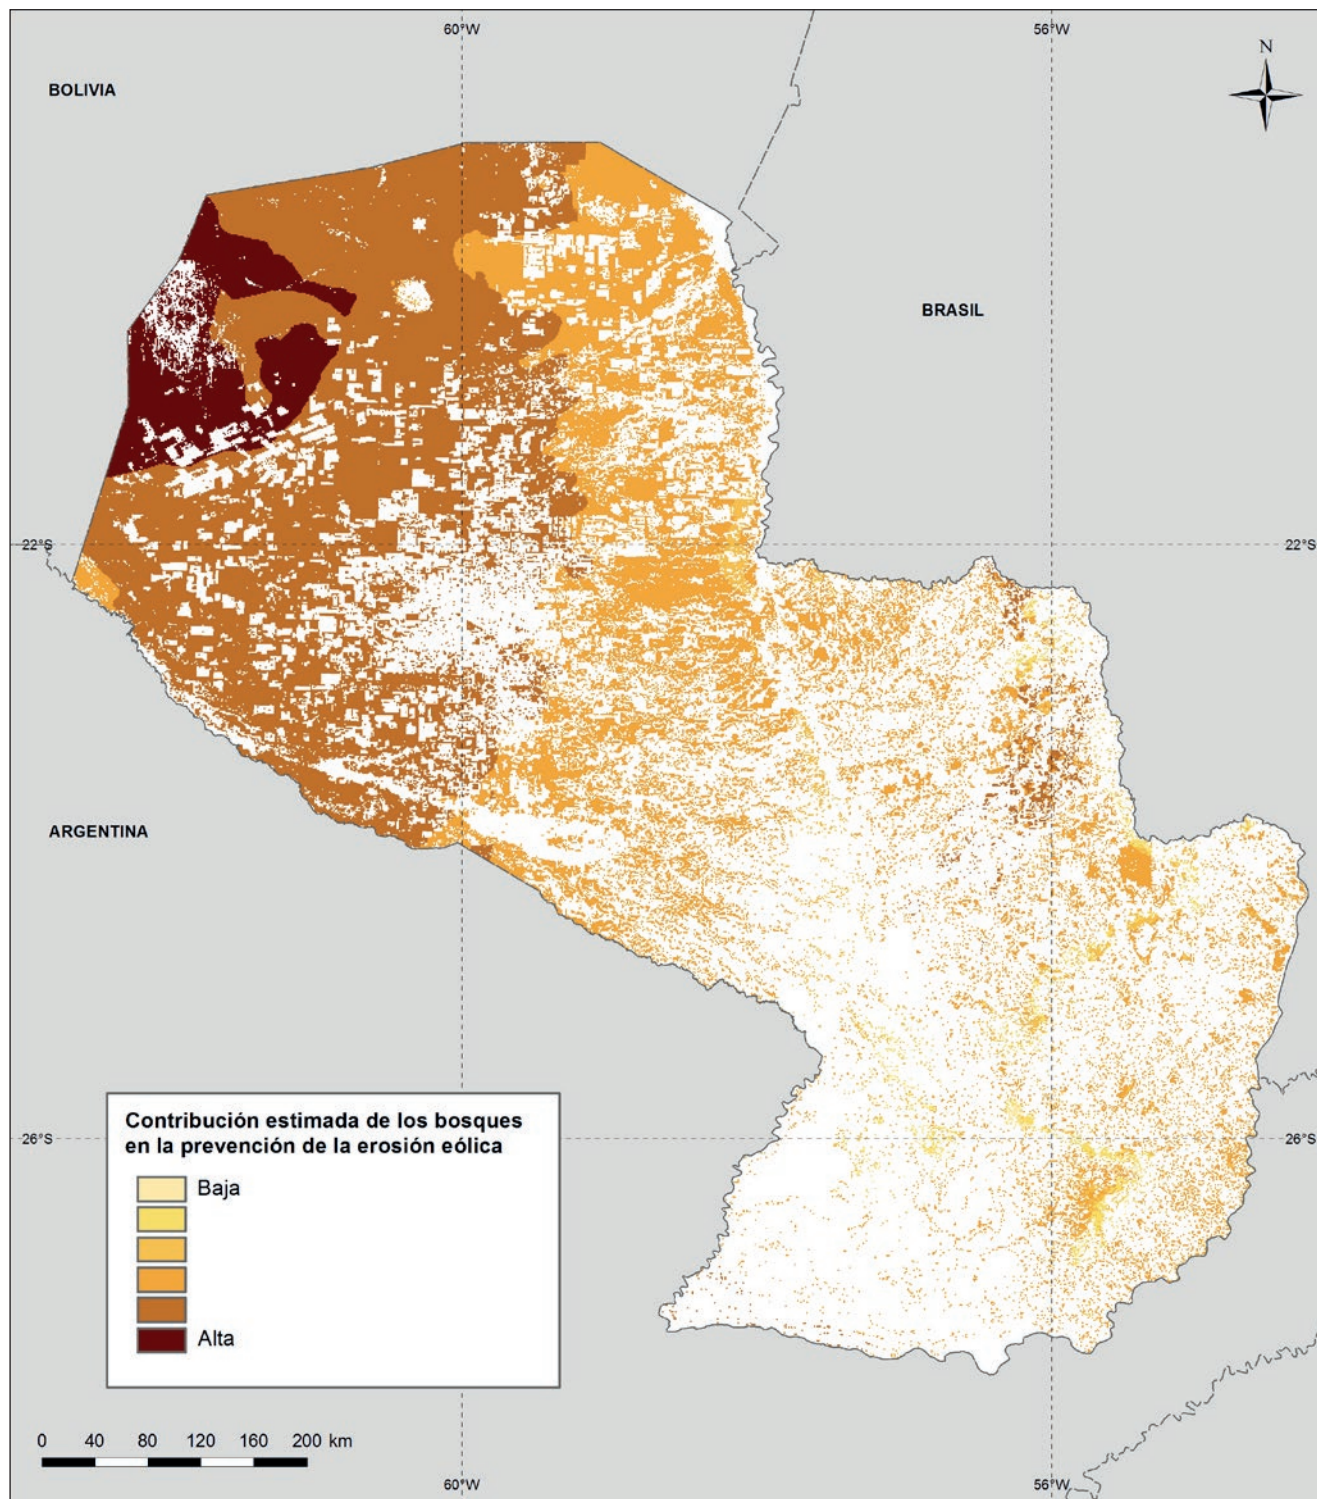 60°W
56°W
N
BOLIVIA
BRASIL
22°S
22°S
ARGENTINA
26°S
26°S
Contribución estimada de los bosques
en la prevención de la erosión eólica
Baja
Alta
0 40 80 120 160 200 km
60°W
56°W